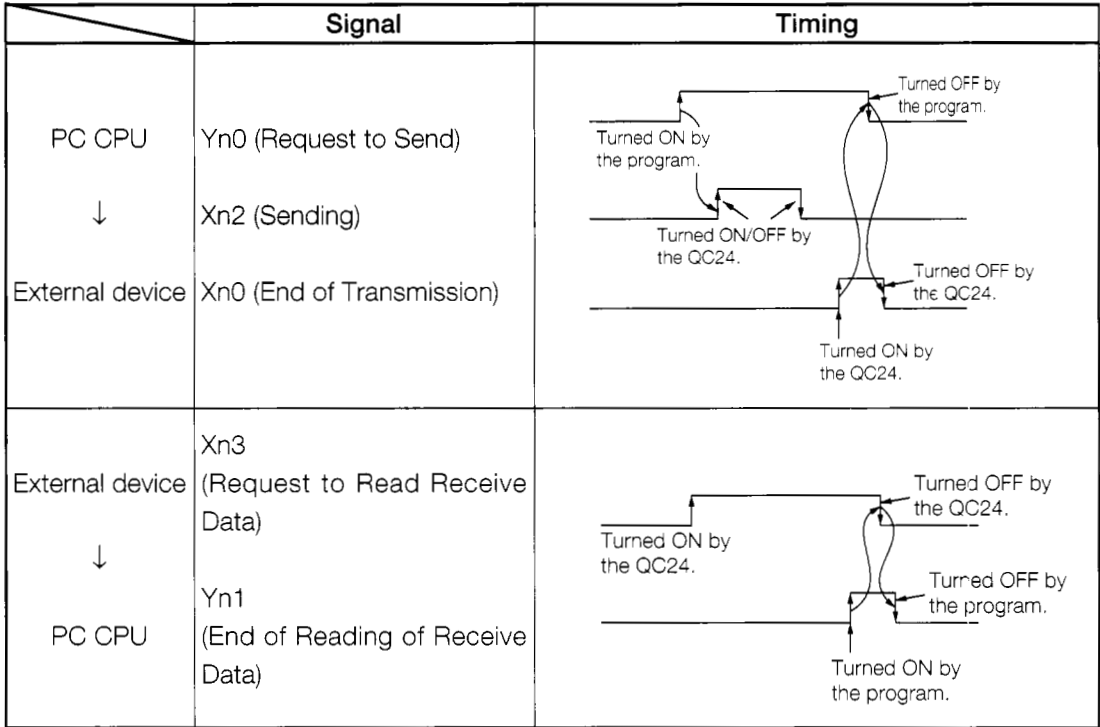 Signal
Timing
PC CPU
↓
External device
Yn0 (Request to Send)
Xn2 (Sending)
Xn0 (End of Transmission)
Turned OFF by
the program.
Turned ON by
the program.
Turned ON/OFF by
the QC24.
Turned OFF by
the QC24.
Turned ON by
the QC24.
External device
↓
PC CPU
Xn3
(Request to Read Receive
Data)
Yn1
(End of Reading of Receive
Data)
Turned OFF by
the QC24.
Turned ON by
the QC24.
Turned OFF by
the program.
Turned ON by
the program.